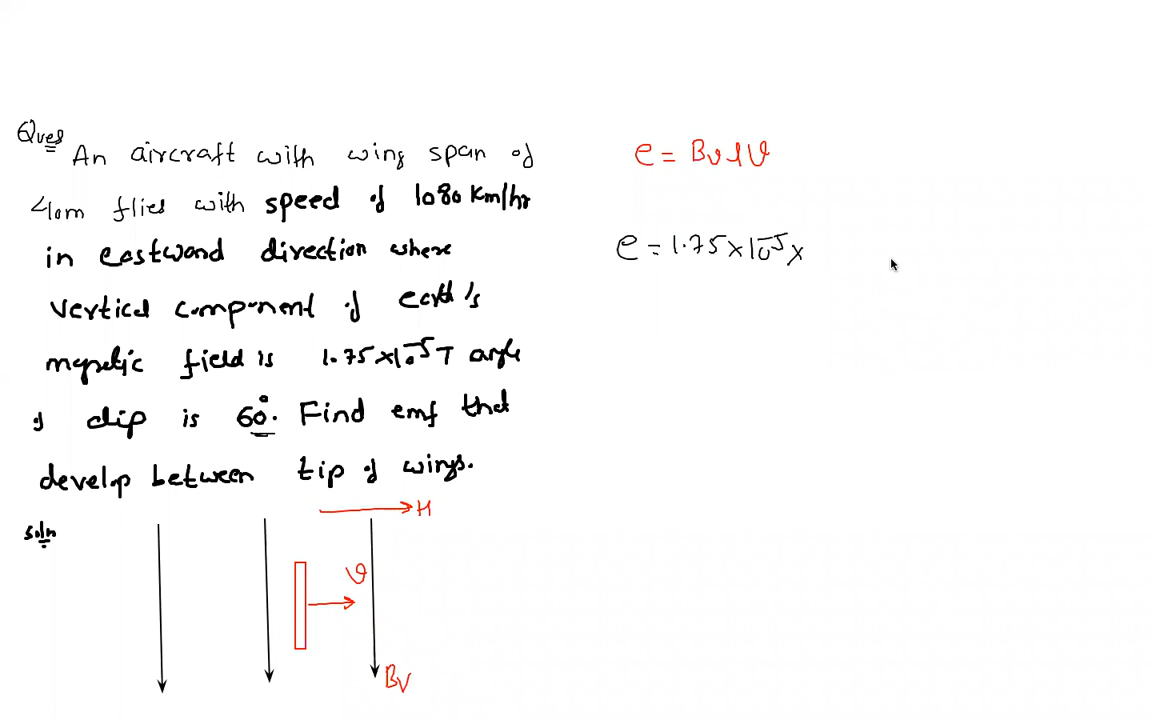 Ques An aircraft with wing span of
40m flies with speed of 1080 Km/hr
in eastward direction where
vertical component of earth's
magnetic field is 1.75×10⁻⁵T angle
of dip is 60°. Find emf that
develop between tip of wings.
Soln
H
v
Bv
e = Bv l v
e = 1.75×10⁻⁵×